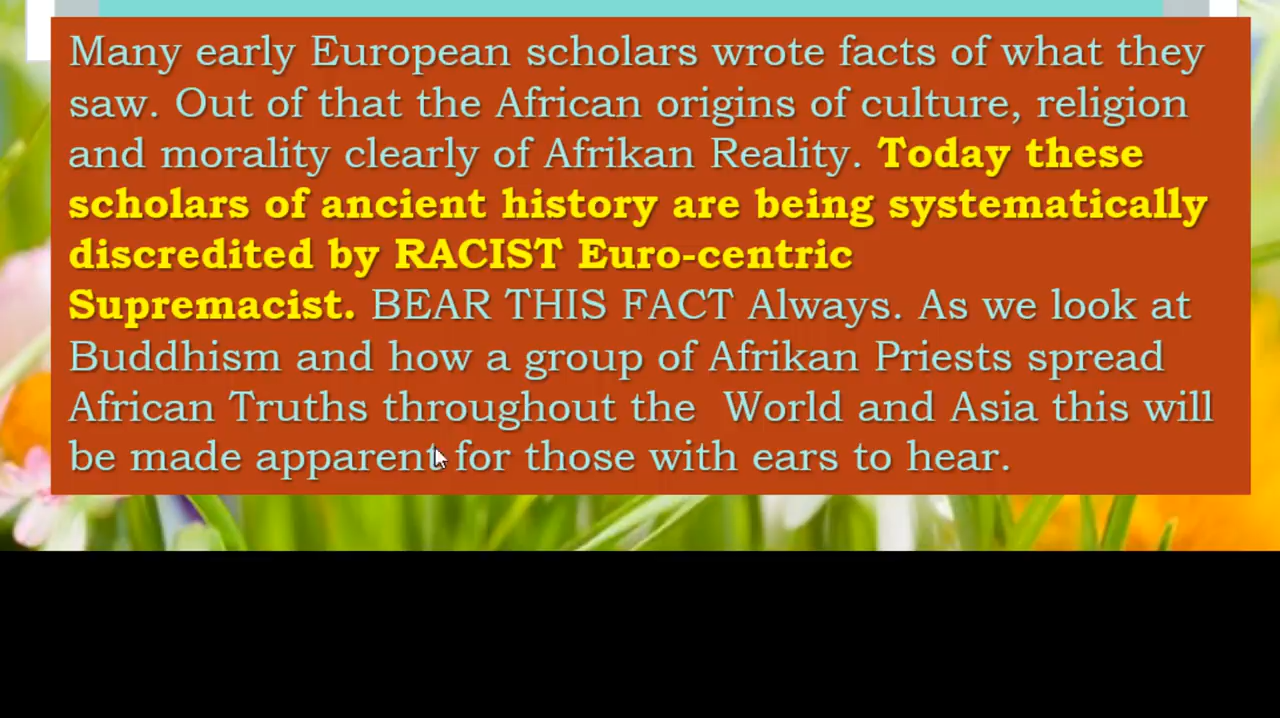 Many early European scholars wrote facts of what they
saw. Out of that the African origins of culture, religion
and morality clearly of Afrikan Reality. Today these
scholars of ancient history are being systematically
discredited by RACIST Euro-centric
Supremacist. BEAR THIS FACT Always. As we look at
Buddhism and how a group of Afrikan Priests spread
African Truths throughout the  World and Asia this will
be made apparent for those with ears to hear.